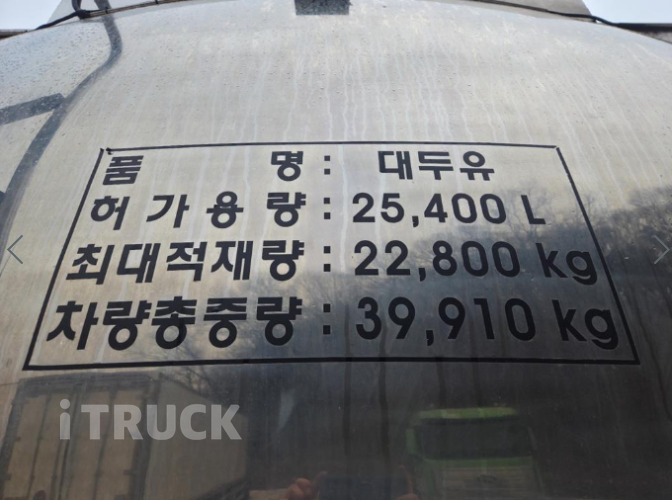 품 명 : 대두유
허 가 용 량 : 25,400 L
최대적재량 : 22,800 kg
차량총중량 : 39,910 kg
iTRUCK